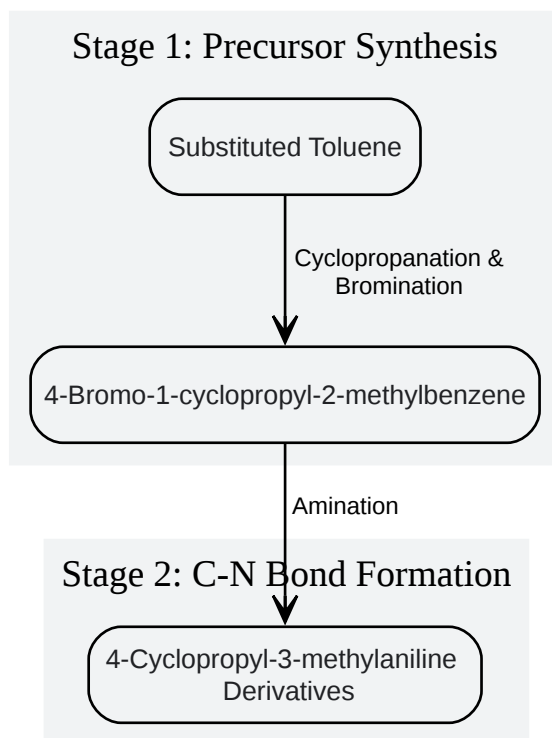 Stage 1: Precursor Synthesis
Substituted Toluene
Cyclopropanation &
Bromination
4-Bromo-1-cyclopropyl-2-methylbenzene
Amination
Stage 2: C-N Bond Formation
4-Cyclopropyl-3-methylaniline
Derivatives